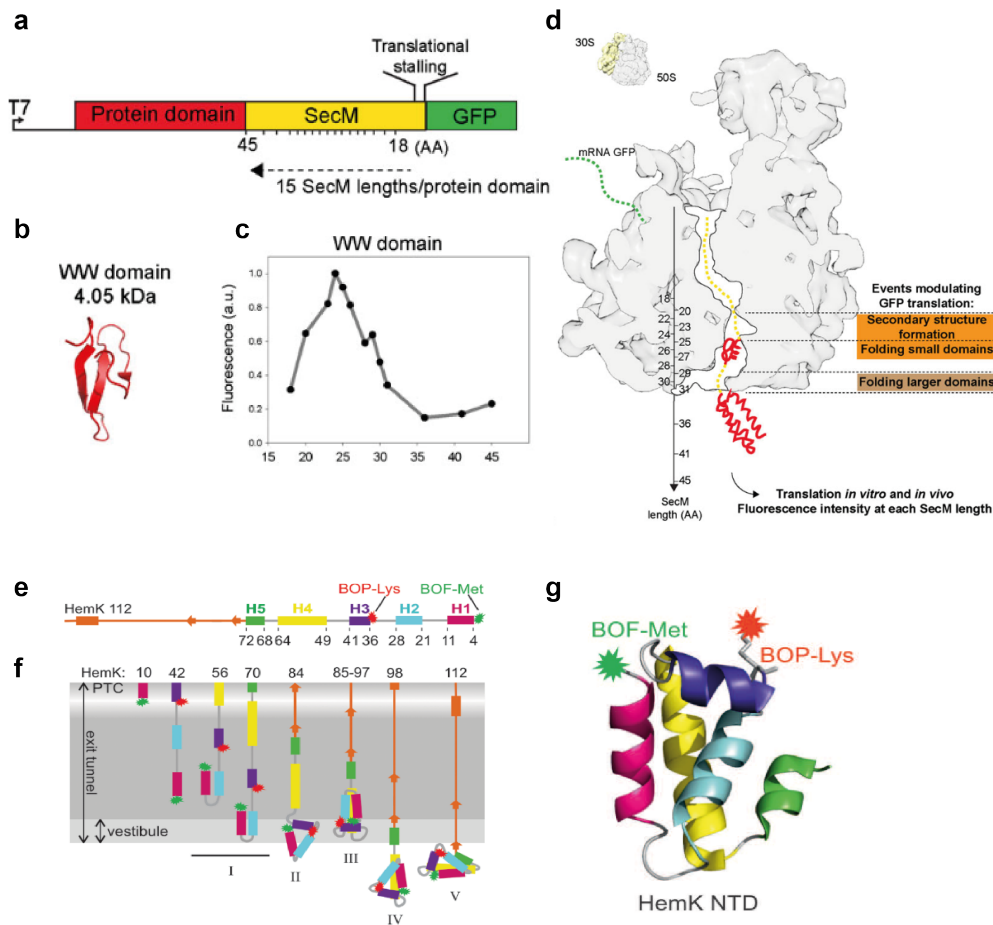 a
Translational
stalling
T7
Protein domain
SecM
GFP
45
18 (AA)
15 SecM lengths/protein domain
b
WW domain
4.05 kDa
c
WW domain
Fluorescence (a.u.)
1.0
0.8
0.6
0.4
0.2
0.0
15 20 25 30 35 40 45
d
30S
50S
mRNA GFP
18
20
22
23
24
25
26
27
28
29
30
31
36
41
45
SecM
length (AA)
Events modulating
GFP translation:
Secondary structure
formation
Folding small domains
Folding larger domains
Translation in vitro and in vivo
Fluorescence intensity at each SecM length
e
BOP-Lys
BOF-Met
HemK 112
H5 H4 H3 H2 H1
72 68 64 49 41 36 28 21 11 4
f
HemK: 10 42 56 70 84 85-97 98 112
PTC
exit tunnel
vestibule
I
II
III
IV
V
g
BOF-Met
BOP-Lys
HemK NTD